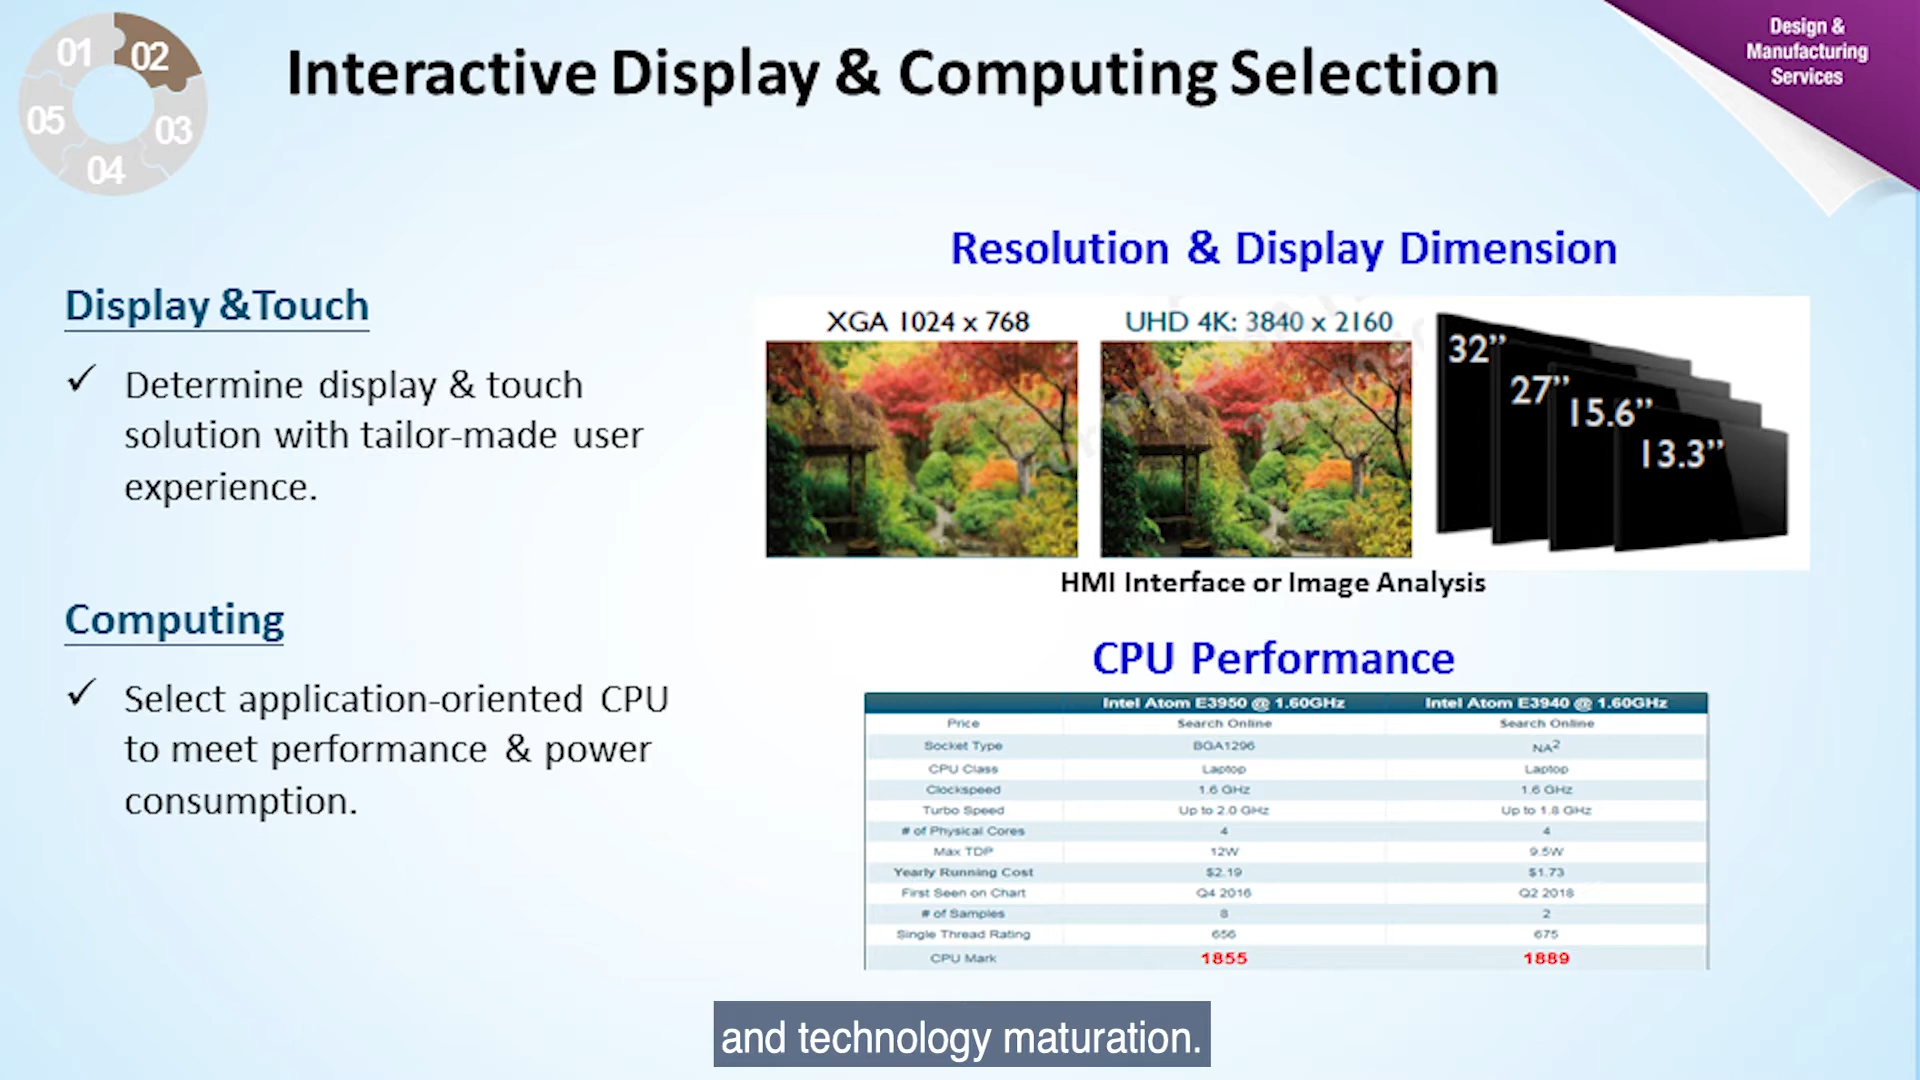 01
02
03
04
05
Interactive Display & Computing Selection
Design &
Manufacturing
Services
Display &Touch
✓ Determine display & touch
solution with tailor-made user
experience.
Computing
✓ Select application-oriented CPU
to meet performance & power
consumption.
Resolution & Display Dimension
XGA 1024 x 768
UHD 4K: 3840 x 2160
32”
27”
15.6”
13.3”
HMI Interface or Image Analysis
CPU Performance
Intel Atom E3950 @ 1.60GHz Intel Atom E3940 @ 1.60GHz
Price Search Online Search Online
Socket Type BGA1296 NA2
CPU Class Laptop Laptop
Clockspeed 1.6 GHz 1.6 GHz
Turbo Speed Up to 2.0 GHz Up to 1.8 GHz
# of Physical Cores 4 4
Max TDP 12W 9.5W
Yearly Running Cost $2.19 $1.73
First Seen on Chart Q4 2016 Q2 2018
# of Samples 8 2
Single Thread Rating 656 675
CPU Mark 1855 1889
and technology maturation.